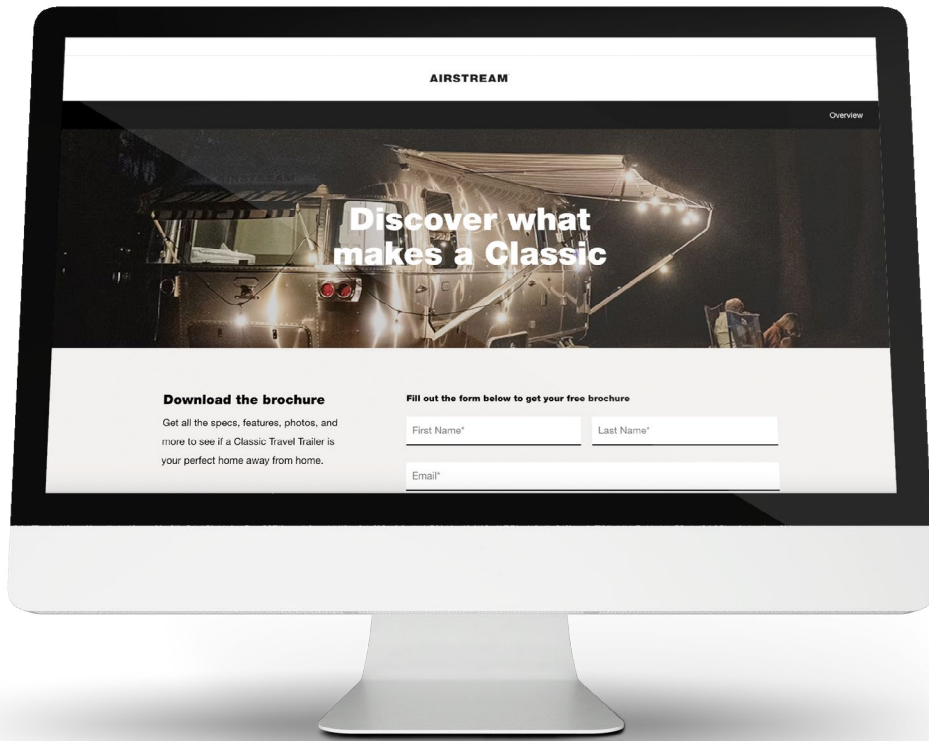 AIRSTREAM
Overview
Discover what
makes a Classic
Download the brochure
Get all the specs, features, photos, and
more to see if a Classic Travel Trailer is
your perfect home away from home.
Fill out the form below to get your free brochure
First Name*
Last Name*
Email*